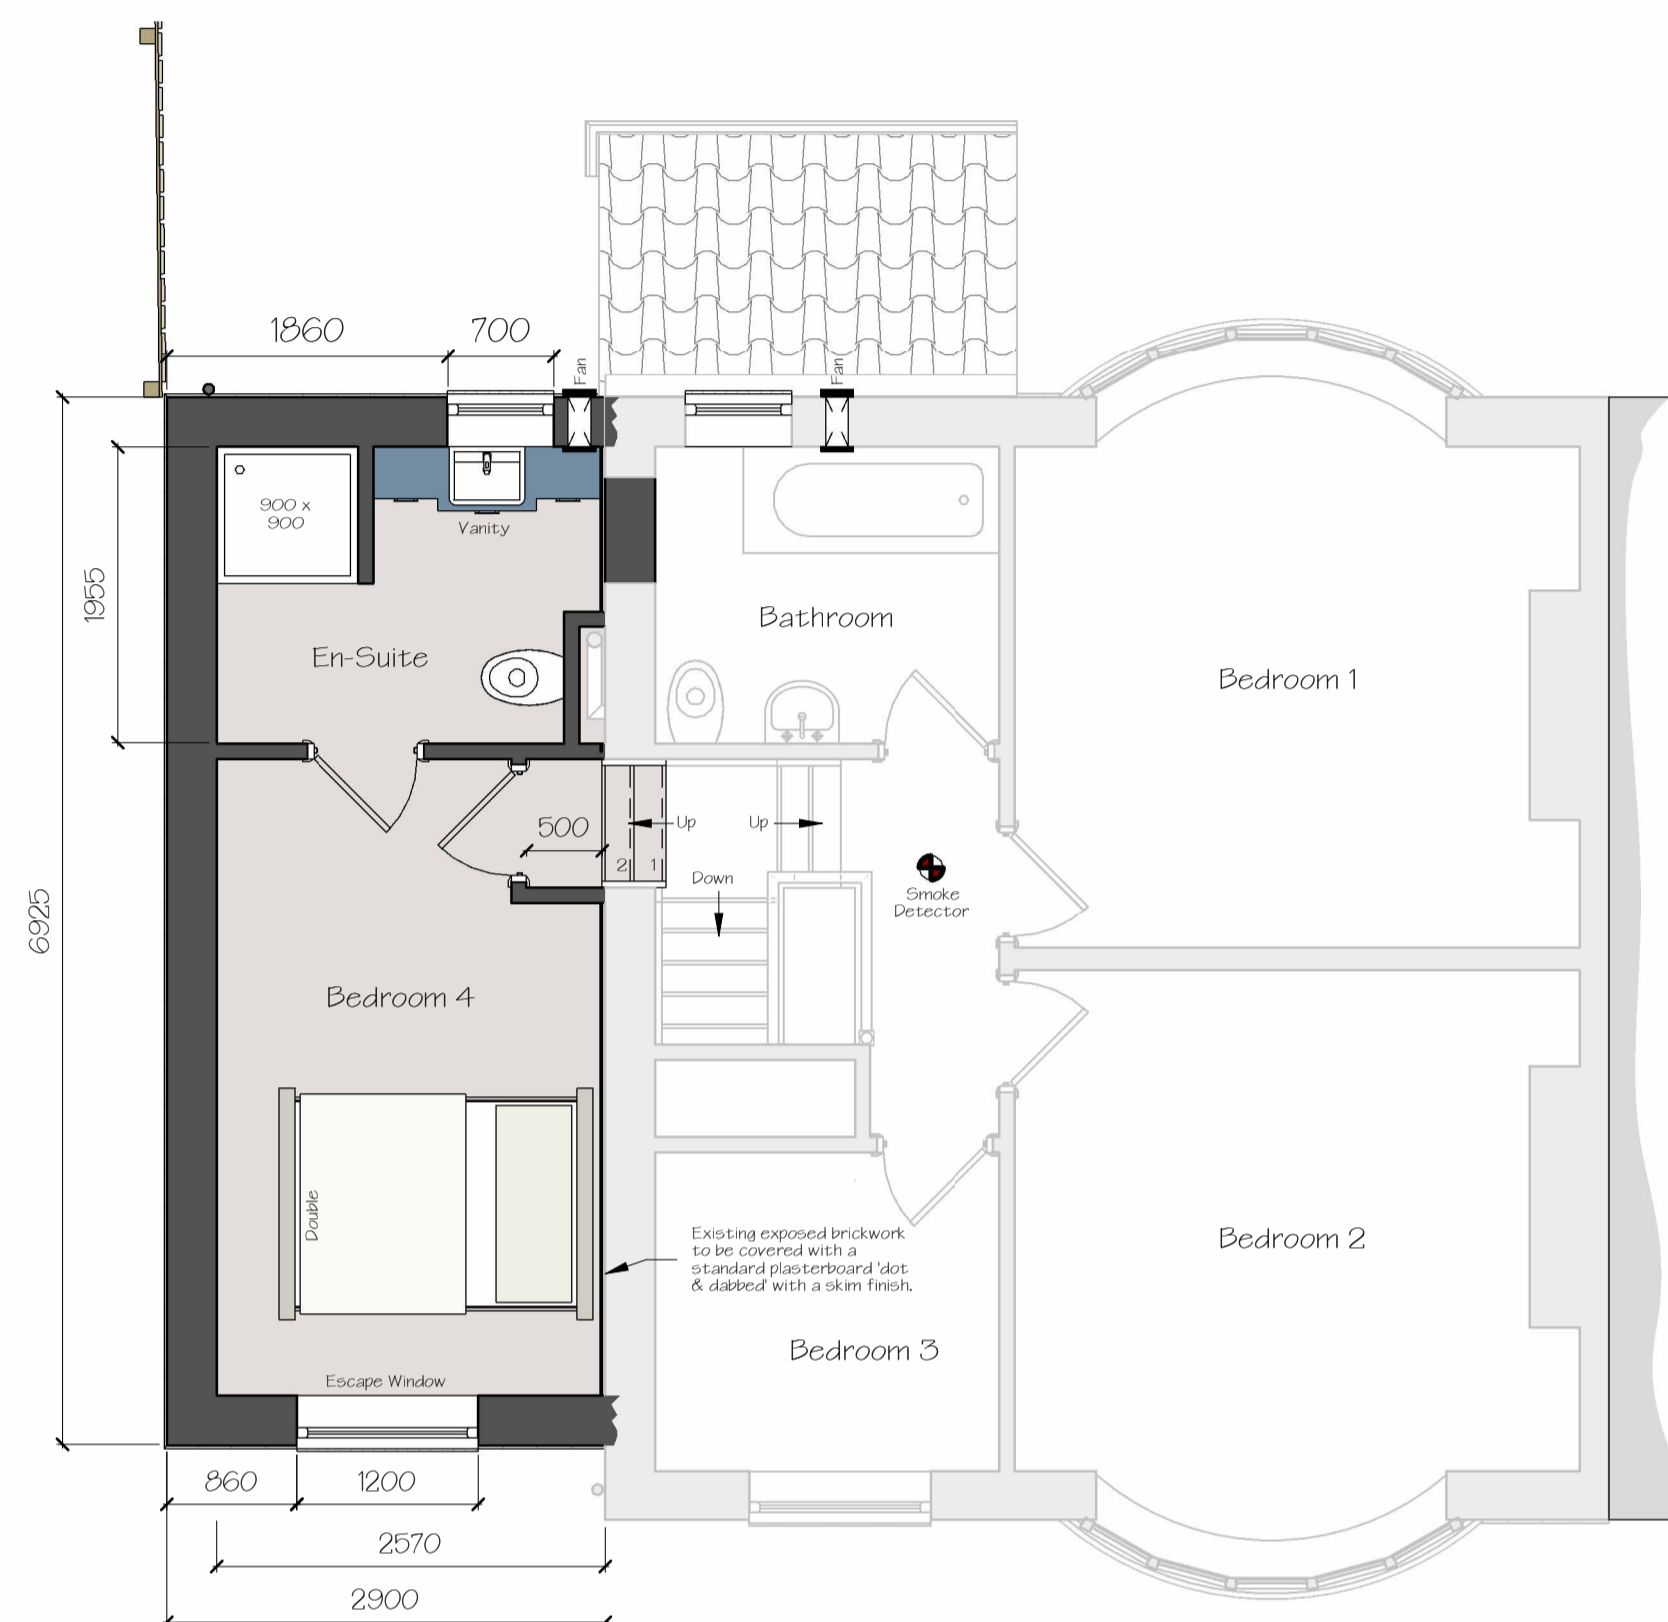 1860
700
Fan
Fan
900 x
900
Vanity
1955
En-Suite
Bathroom
Bedroom 1
500
Up
Up
2
1
Down
Smoke
Detector
6925
Bedroom 4
Double
Existing exposed brickwork
to be covered with a
standard plasterboard 'dot
& dabbed' with a skim finish.
Bedroom 2
Bedroom 3
Escape Window
860
1200
2570
2900